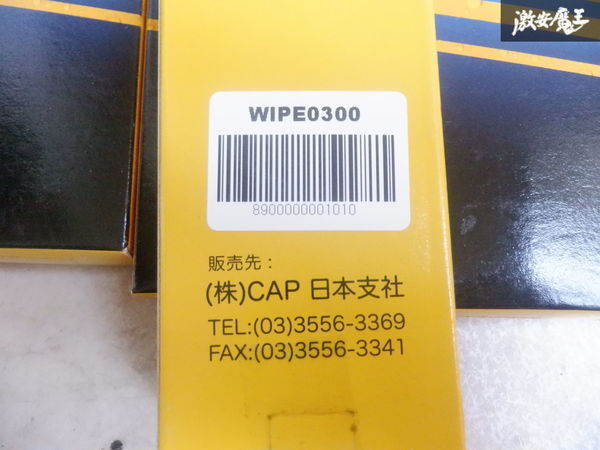 激安魔王
WIPE0300
8900000001010
販売先：
(株)CAP 日本支社
TEL:(03)3556-3369
FAX:(03)3556-3341